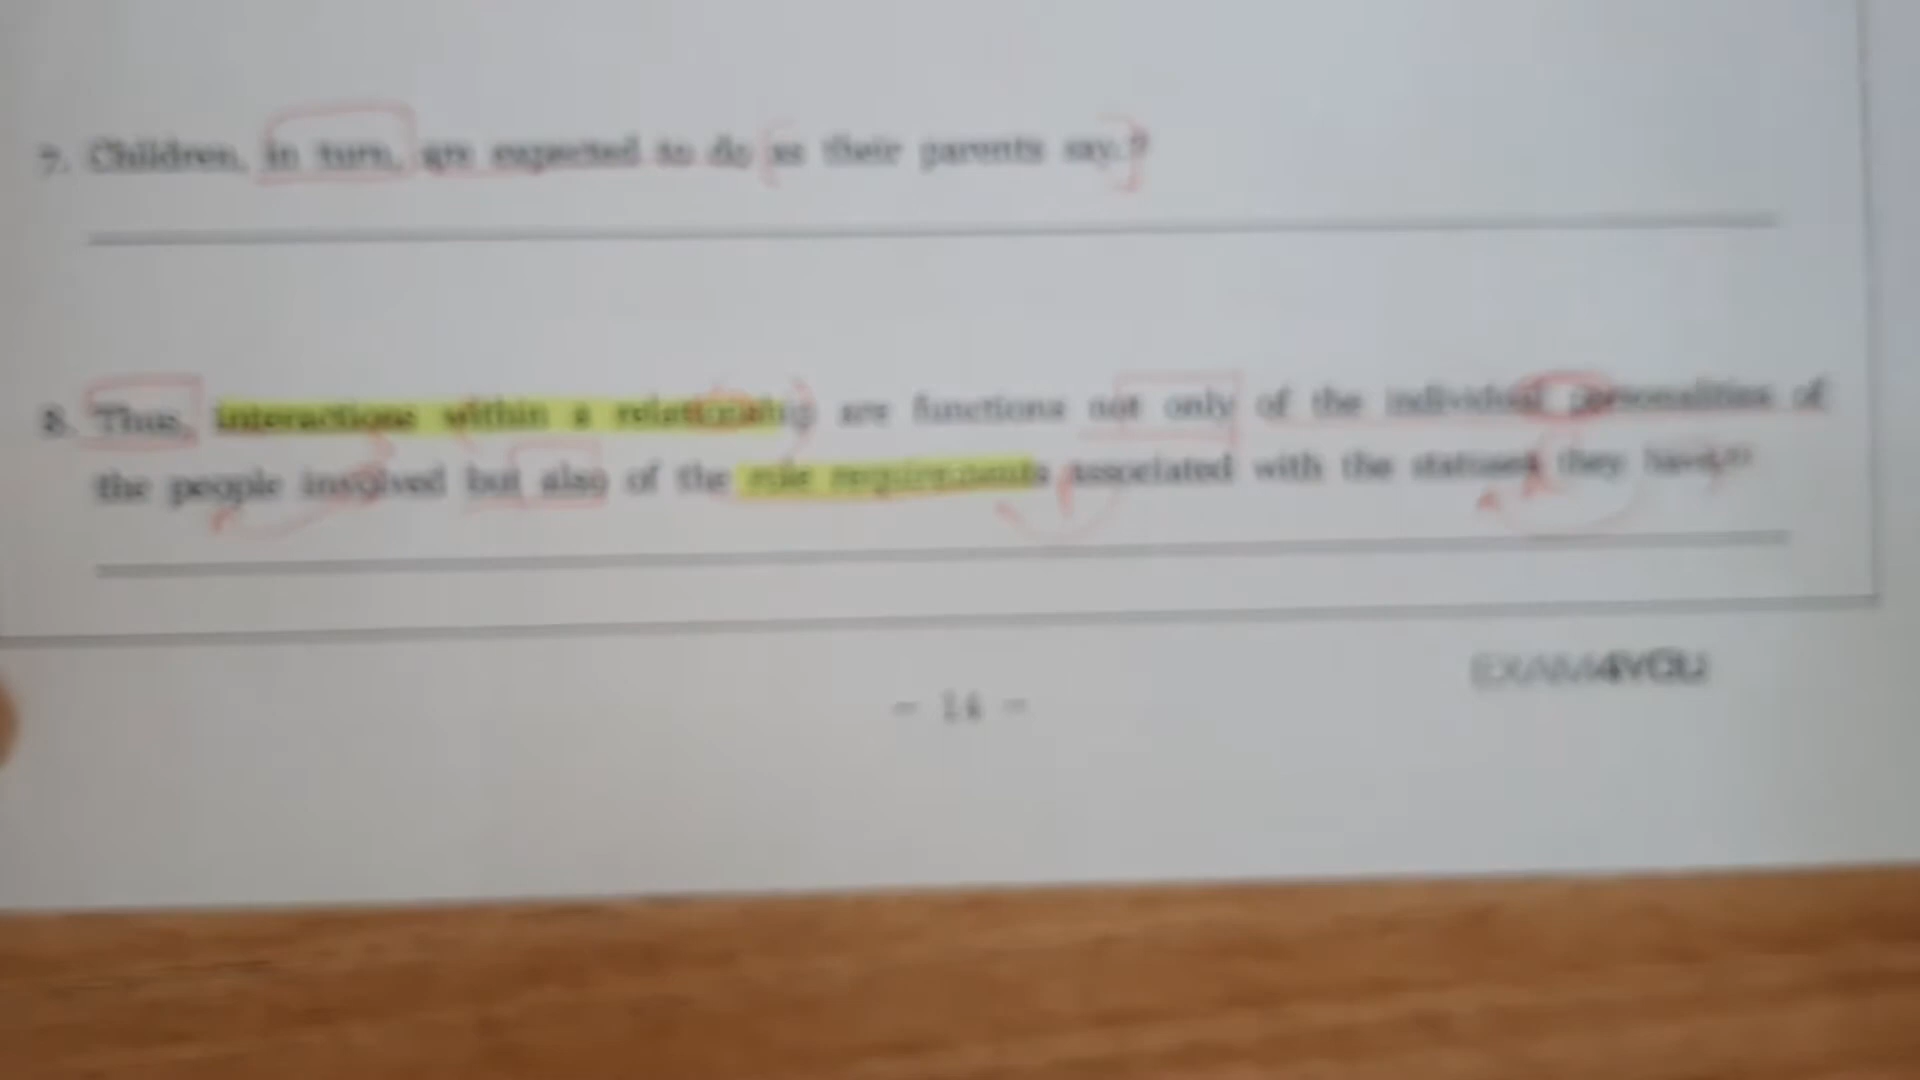 7. Children, in turn, are expected to do as their parents say.
8. Thus, interactions within a relationship are functions not only of the individual personalities of
the people involved but also of the role requirements associated with the statuses they have.
EXAM4YOU
- 14 -